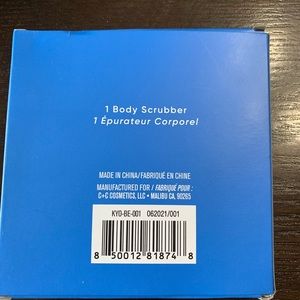 1 Body Scrubber
1 Épurateur Corporel
MADE IN CHINA/FABRIQUÉ EN CHINE
MANUFACTURED FOR / FABRIQUÉ POUR :
C+C COSMETICS, LLC • MALIBU CA, 90265
KYD-BE-001 062021/001
8 50012 81874 8